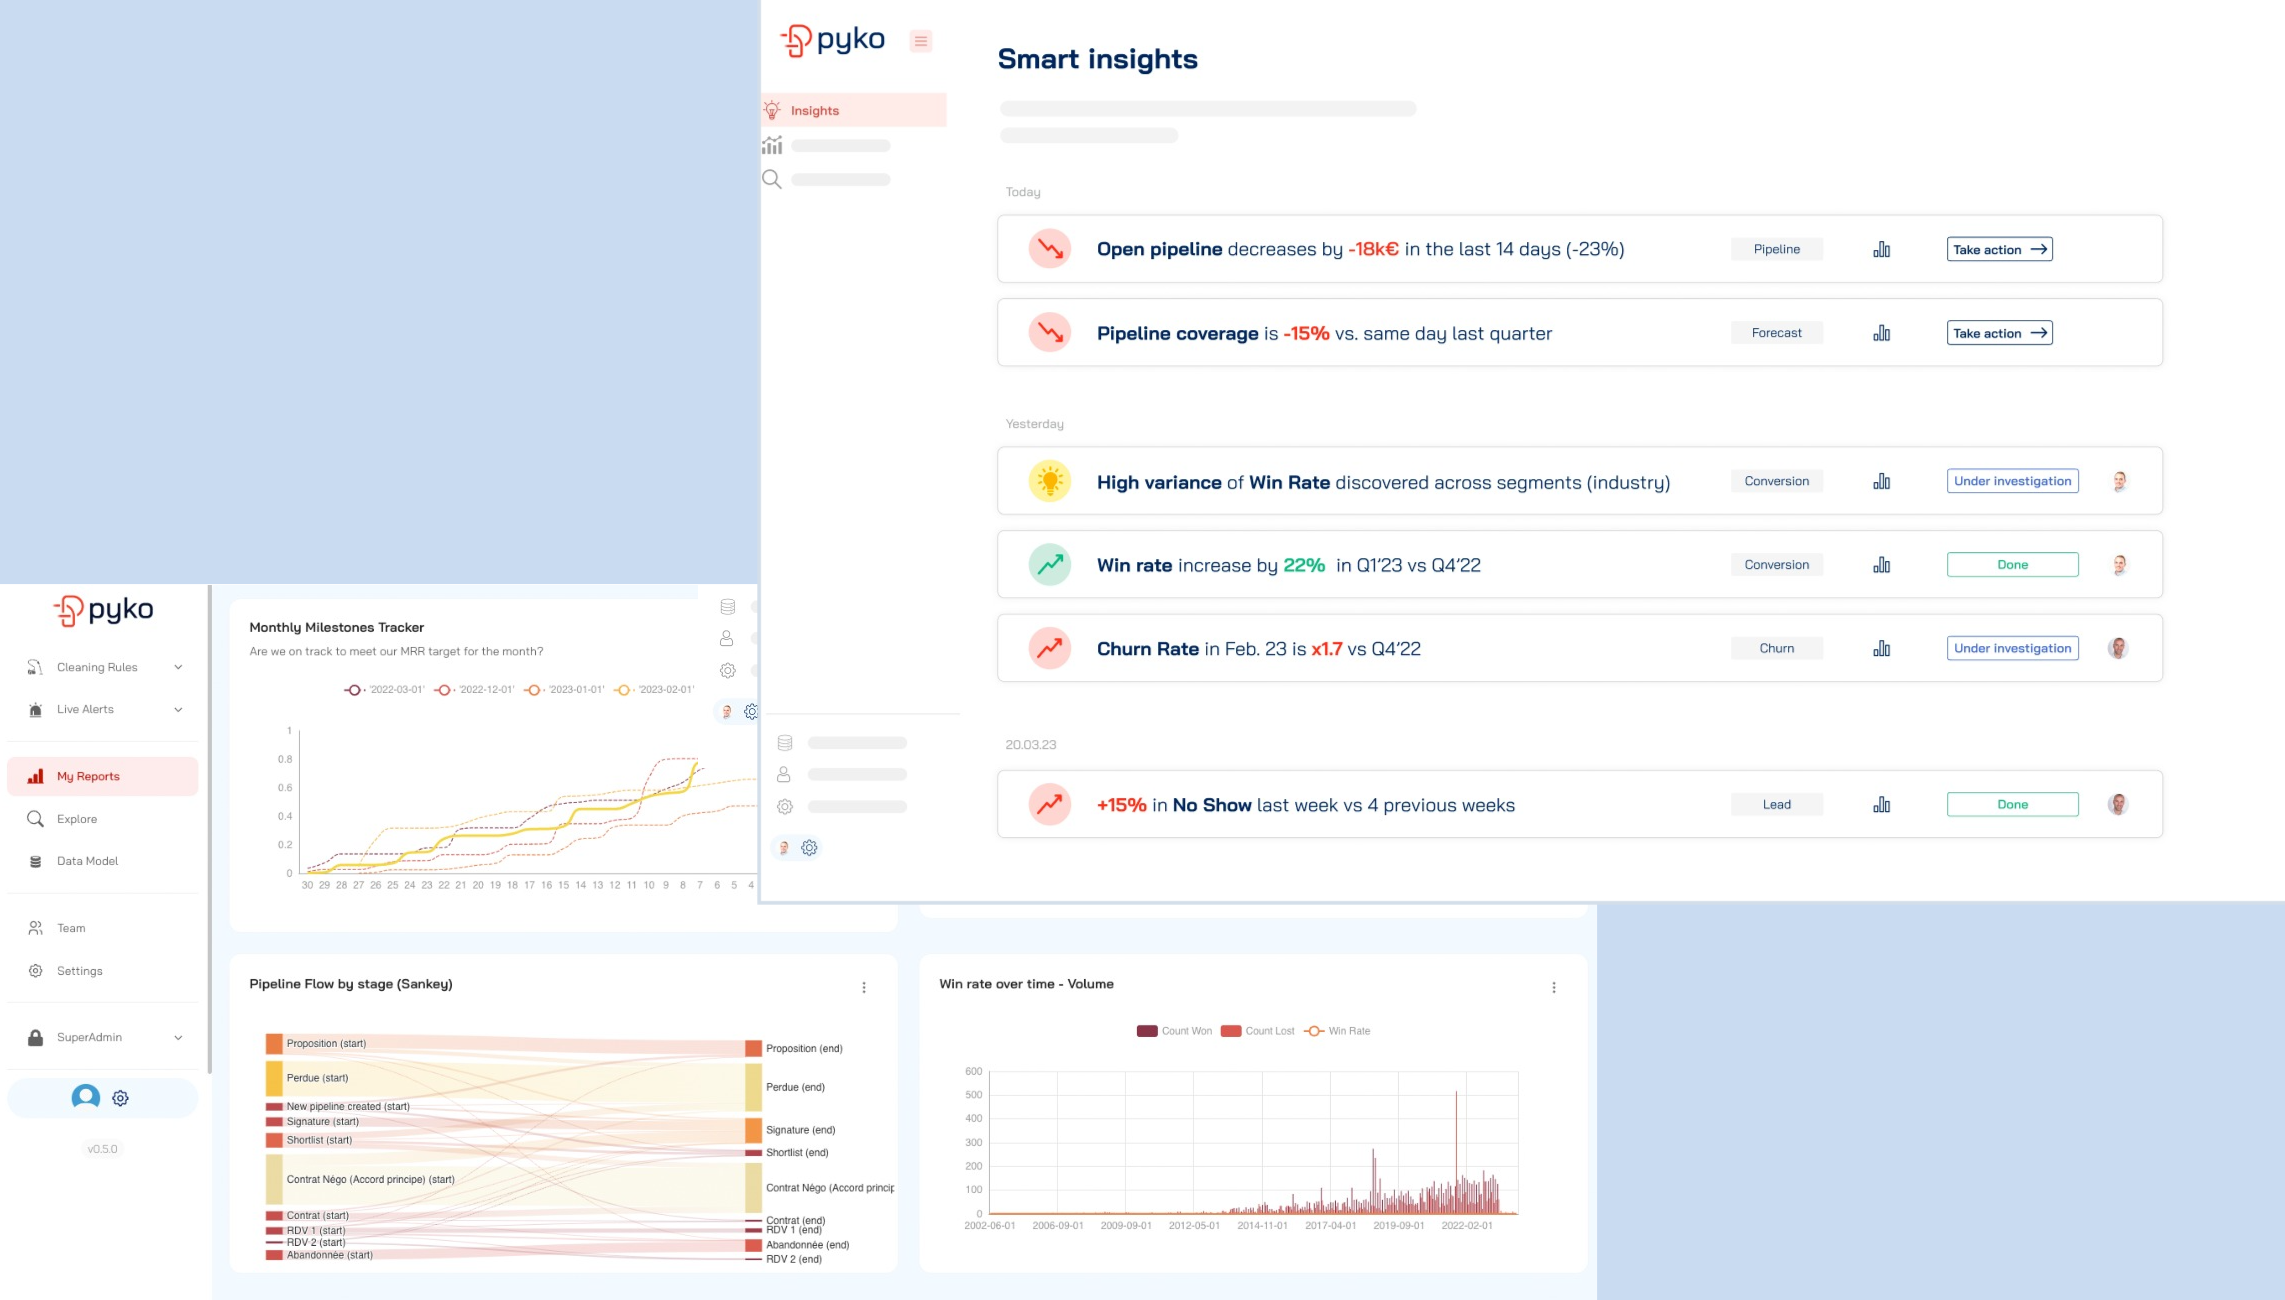 pyko
Smart insights
Insights
Today
Open pipeline decreases by -18k€ in the last 14 days (-23%)
Pipeline
Take action
Pipeline coverage is -15% vs. same day last quarter
Forecast
Take action
Yesterday
High variance of Win Rate discovered across segments (industry)
Conversion
Under investigation
Win rate increase by 22% in Q1'23 vs Q4'22
Conversion
Done
Churn Rate in Feb. 23 is x1.7 vs Q4'22
Churn
Under investigation
20.03.23
+15% in No Show last week vs 4 previous weeks
Lead
Done
pyko
Cleaning Rules
Live Alerts
My Reports
Explore
Data Model
Team
Settings
SuperAdmin
v0.5.0
Monthly Milestones Tracker
Are we on track to meet our MRR target for the month?
'2022-03-01' '2022-12-01' '2023-01-01' '2023-02-01'
1
0.8
0.6
0.4
0.2
0
30 29 28 27 26 25 24 23 22 21 20 19 18 17 16 15 14 13 12 11 10 9 8 7 6 5 4
Pipeline Flow by stage (Sankey)
Proposition (start)
Perdue (start)
New pipeline created (start)
Signature (start)
Shortlist (start)
Contrat Négo (Accord principe) (start)
Contrat (start)
RDV 1 (start)
RDV 2 (start)
Abandonnée (start)
Proposition (end)
Perdue (end)
Signature (end)
Shortlist (end)
Contrat Négo (Accord princip
Contrat (end)
RDV 1 (end)
Abandonnée (end)
RDV 2 (end)
Win rate over time - Volume
Count Won Count Lost Win Rate
600
500
400
300
200
100
0
2002-06-01 2006-09-01 2009-09-01 2012-05-01 2014-11-01 2017-04-01 2019-09-01 2022-02-01